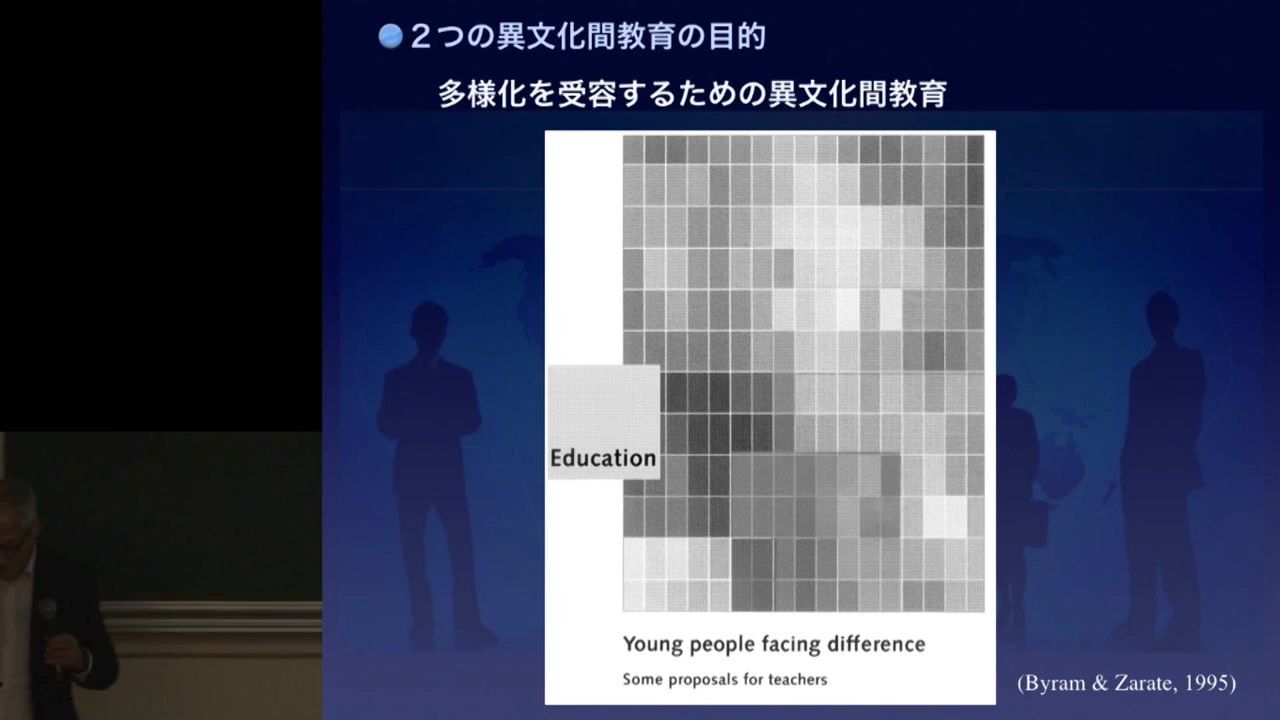 ２つの異文化間教育の目的
多様化を受容するための異文化間教育
Education
Young people facing difference
Some proposals for teachers
(Byram & Zarate, 1995)